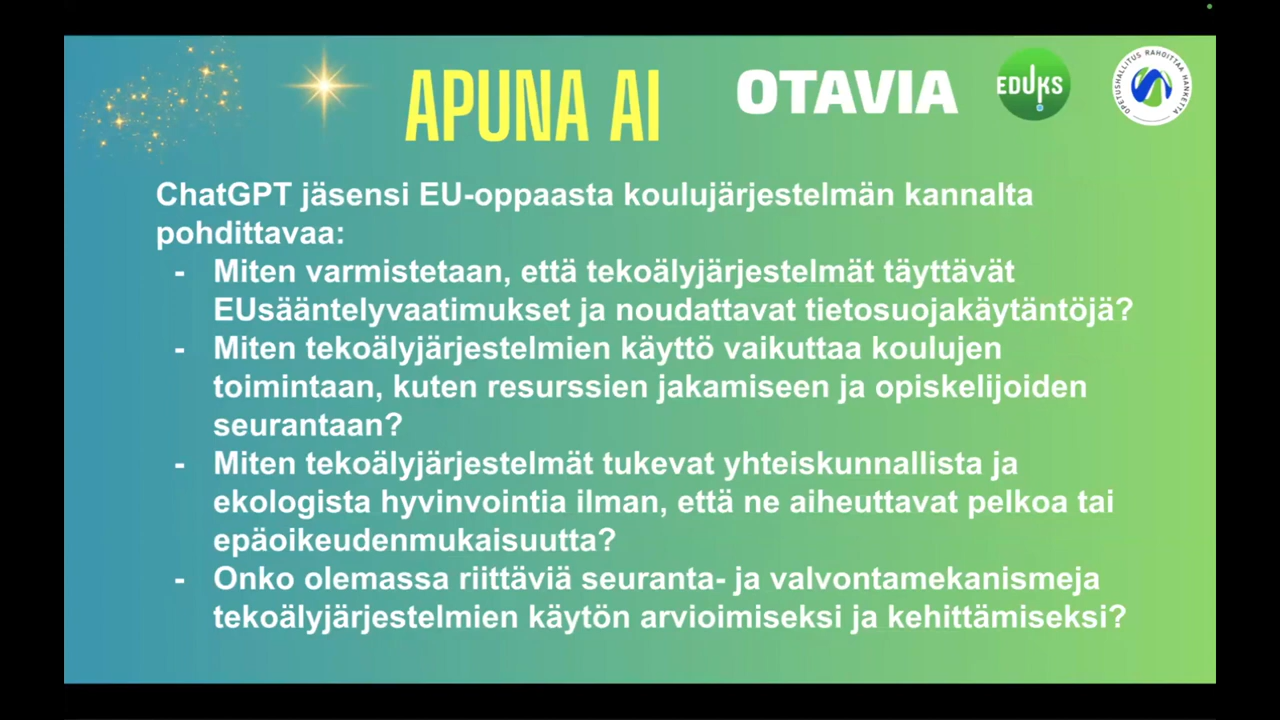 APUNA AI
OTAVIA
EDUKS
OPETUSHALLITUS RAHOITTAA HANKETTA
ChatGPT jäsensi EU-oppaasta koulujärjestelmän kannalta
pohdittavaa:
- Miten varmistetaan, että tekoälyjärjestelmät täyttävät
EUsääntelyvaatimukset ja noudattavat tietosuojakäytäntöjä?
- Miten tekoälyjärjestelmien käyttö vaikuttaa koulujen
toimintaan, kuten resurssien jakamiseen ja opiskelijoiden
seurantaan?
- Miten tekoälyjärjestelmät tukevat yhteiskunnallista ja
ekologista hyvinvointia ilman, että ne aiheuttavat pelkoa tai
epäoikeudenmukaisuutta?
- Onko olemassa riittäviä seuranta- ja valvontamekanismeja
tekoälyjärjestelmien käytön arvioimiseksi ja kehittämiseksi?